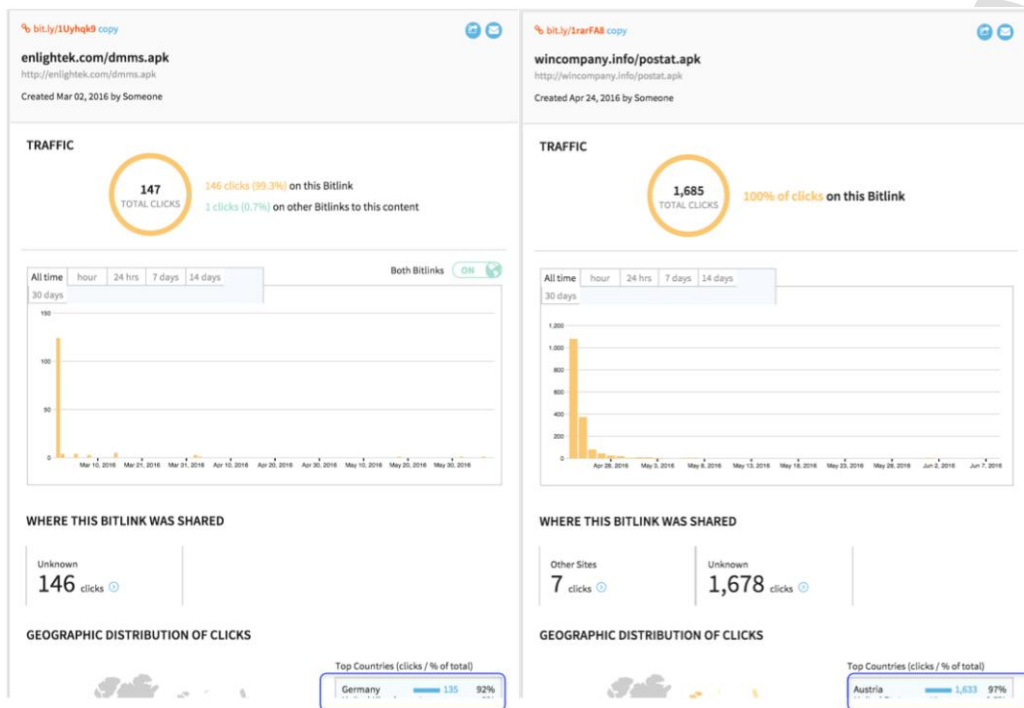 bit.ly/1Uyhqk9 copy
enlightek.com/dmms.apk
http://enlightek.com/dmms.apk
Created Mar 02, 2016 by Someone
TRAFFIC
147
TOTAL CLICKS
146 clicks (99.3%) on this Bitlink
1 clicks (0.7%) on other Bitlinks to this content
All time hour 24 hrs 7 days 14 days
30 days
Both Bitlinks ON
150
100
50
0
Mar 10, 2016 Mar 21, 2016 Mar 31, 2016 Apr 10, 2016 Apr 20, 2016 Apr 30, 2016 May 10, 2016 May 20, 2016 May 30, 2016
WHERE THIS BITLINK WAS SHARED
Unknown
146 clicks
GEOGRAPHIC DISTRIBUTION OF CLICKS
Top Countries (clicks / % of total)
Germany 135 92%
bit.ly/1rarFA8 copy
wincompany.info/postat.apk
http://wincompany.info/postat.apk
Created Apr 24, 2016 by Someone
TRAFFIC
1,685
TOTAL CLICKS
100% of clicks on this Bitlink
All time hour 24 hrs 7 days 14 days
30 days
1,200
1,000
800
600
400
200
0
Apr 28, 2016 May 3, 2016 May 8, 2016 May 13, 2016 May 18, 2016 May 23, 2016 May 28, 2016 Jun 2, 2016 Jun 7, 2016
WHERE THIS BITLINK WAS SHARED
Other Sites
7 clicks
Unknown
1,678 clicks
GEOGRAPHIC DISTRIBUTION OF CLICKS
Top Countries (clicks / % of total)
Austria 1,633 97%